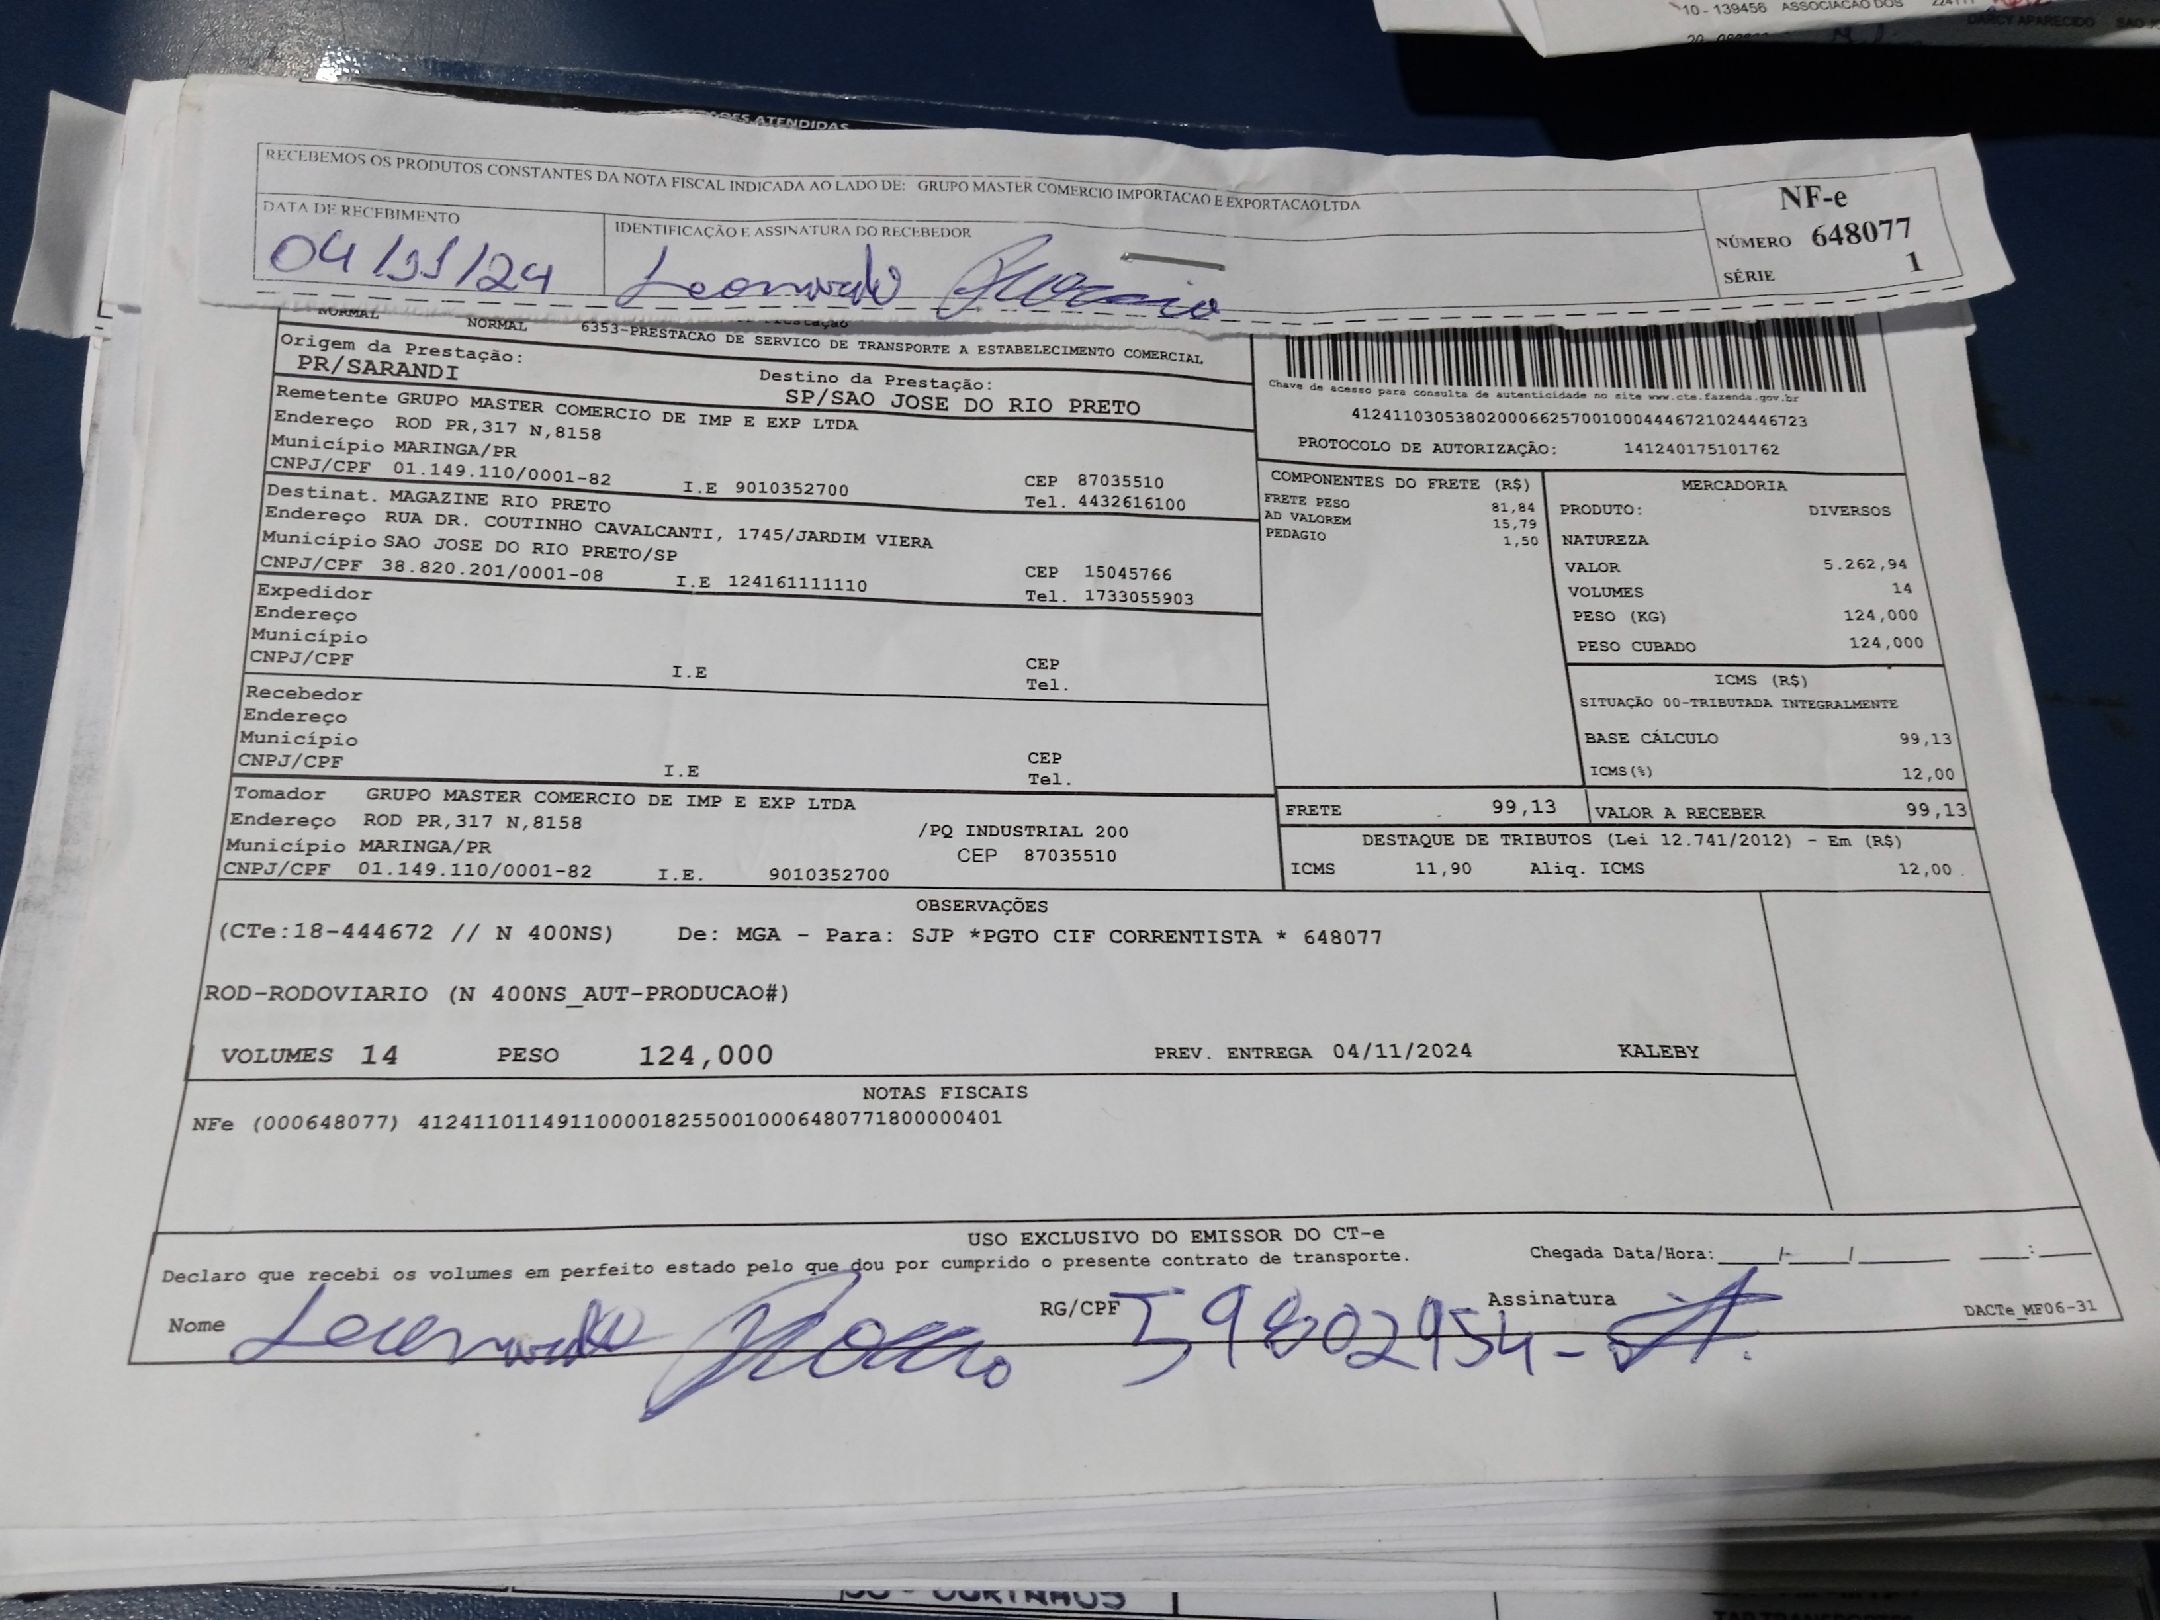 10 - 139456 ASSOCIACAO DOS
DARCY APARECIDO SAO
ATENDIDAS
RECEBEMOS OS PRODUTOS CONSTANTES DA NOTA FISCAL INDICADA AO LADO DE: GRUPO MASTER COMERCIO IMPORTACAO E EXPORTACAO LTDA
DATA DE RECEBIMENTO
04/11/24
IDENTIFICAÇÃO E ASSINATURA DO RECEBEDOR
Leonardo
NF-e
NÚMERO 648077
SÉRIE 1
NORMAL NORMAL 6353-PRESTACAO DE SERVICO DE TRANSPORTE A ESTABELECIMENTO COMERCIAL
Origem da Prestação:
PR/SARANDI
Destino da Prestação:
SP/SAO JOSE DO RIO PRETO
Remetente GRUPO MASTER COMERCIO DE IMP E EXP LTDA
Endereço ROD PR,317 N,8158
Município MARINGA/PR
CEP 87035510
CNPJ/CPF 01.149.110/0001-82 I.E 9010352700
Tel. 4432616100
Destinat. MAGAZINE RIO PRETO
Endereço RUA DR. COUTINHO CAVALCANTI, 1745/JARDIM VIERA
Município SAO JOSE DO RIO PRETO/SP
CEP 15045766
CNPJ/CPF 38.820.201/0001-08 I.E 124161111110
Tel. 1733055903
Expedidor
Endereço
Município
CEP
CNPJ/CPF I.E
Tel.
Recebedor
Endereço
Município
CEP
CNPJ/CPF I.E
Tel.
Tomador GRUPO MASTER COMERCIO DE IMP E EXP LTDA
Endereço ROD PR,317 N,8158 /PQ INDUSTRIAL 200
Município MARINGA/PR CEP 87035510
CNPJ/CPF 01.149.110/0001-82 I.E. 9010352700
Chave de acesso para consulta de autenticidade no site www.cte.fazenda.gov.br
41241103053802000662570010004446721024446723
PROTOCOLO DE AUTORIZAÇÃO: 141240175101762
COMPONENTES DO FRETE (R$)
FRETE PESO 81,84
AD VALOREM 15,79
PEDAGIO 1,50
MERCADORIA
PRODUTO: DIVERSOS
NATUREZA
VALOR 5.262,94
VOLUMES 14
PESO (KG) 124,000
PESO CUBADO 124,000
ICMS (R$)
SITUAÇÃO 00-TRIBUTADA INTEGRALMENTE
BASE CÁLCULO 99,13
ICMS(%) 12,00
FRETE 99,13 VALOR A RECEBER 99,13
DESTAQUE DE TRIBUTOS (Lei 12.741/2012) - Em (R$)
ICMS 11,90 Aliq. ICMS 12,00
OBSERVAÇÕES
(CTe:18-444672 // N 400NS) De: MGA - Para: SJP *PGTO CIF CORRENTISTA * 648077
ROD-RODOVIARIO (N 400NS_AUT-PRODUCAO#)
VOLUMES 14 PESO 124,000 PREV. ENTREGA 04/11/2024 KALEBY
NOTAS FISCAIS
NFe (000648077) 41241101149110000182550010006480771800000401
USO EXCLUSIVO DO EMISSOR DO CT-e
Declaro que recebi os volumes em perfeito estado pelo que dou por cumprido o presente contrato de transporte.
Chegada Data/Hora: ____/____/________ ____:____
Nome Leonardo
RG/CPF 59802954-
Assinatura
DACTe_MF06-31